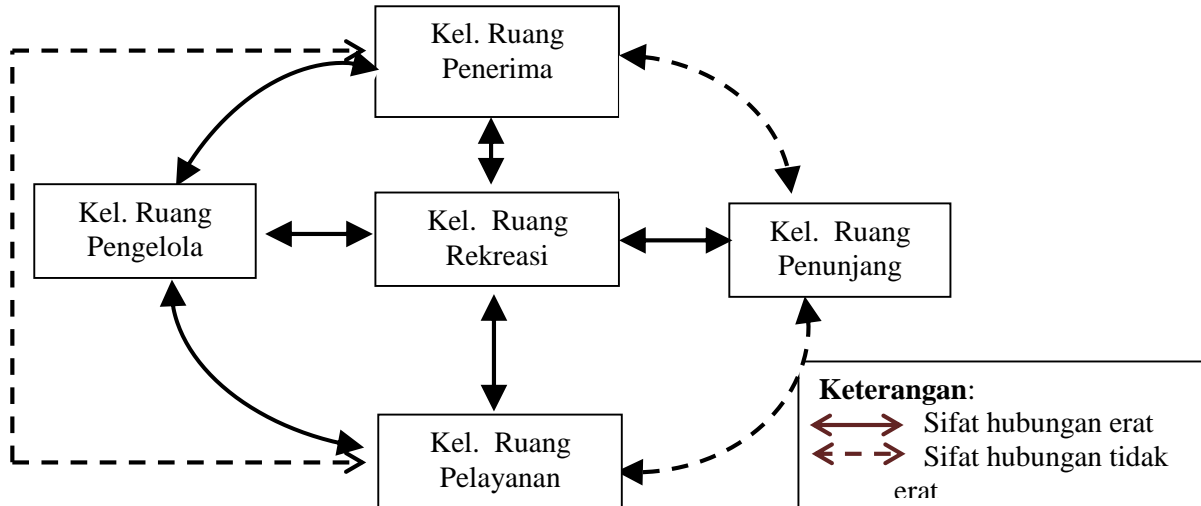 Kel. Ruang
Penerima
Kel. Ruang
Pengelola
Kel. Ruang
Rekreasi
Kel. Ruang
Penunjang
Kel. Ruang
Pelayanan
Keterangan:
Sifat hubungan erat
Sifat hubungan tidak
erat